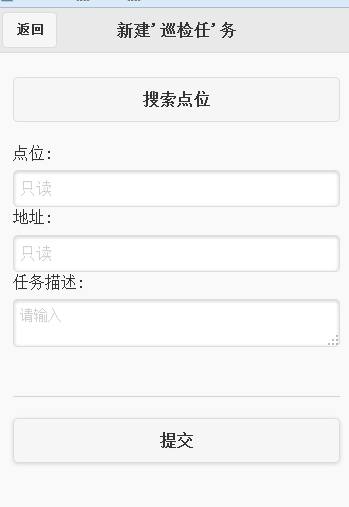 返回
新建'巡检任'务
搜索点位
点位:
只读
地址:
只读
任务描述:
请输入
提交